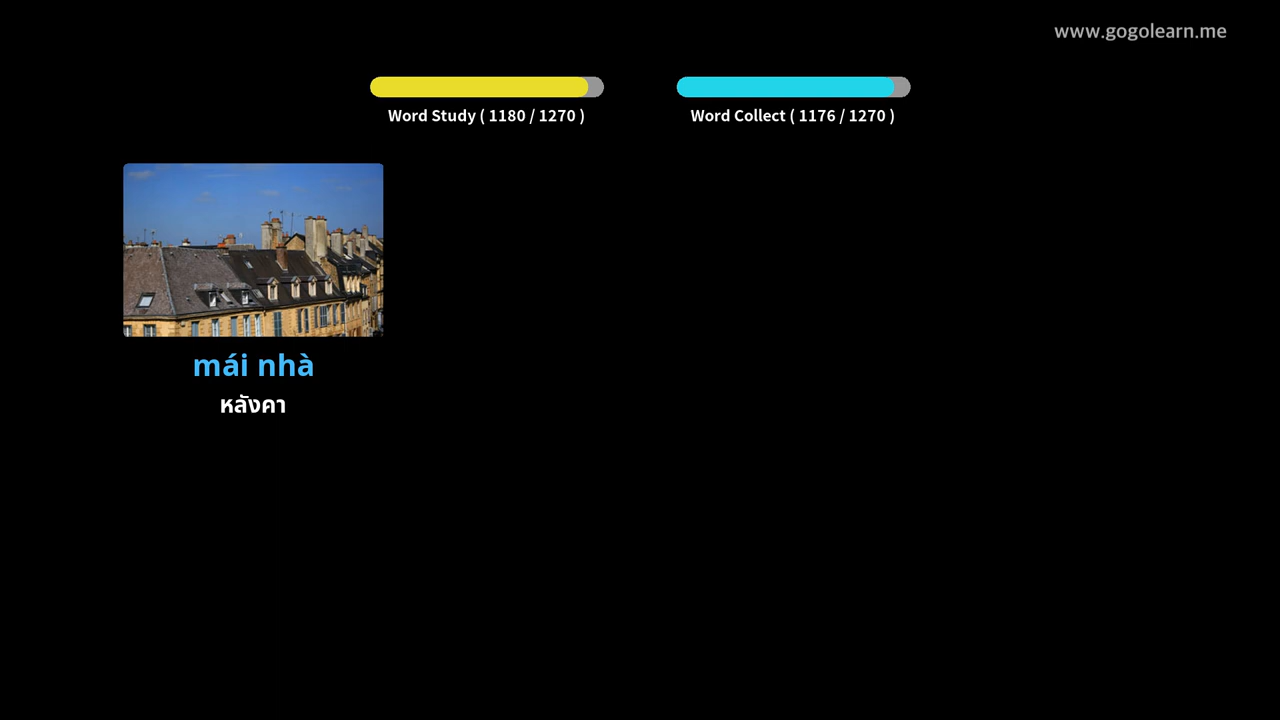 www.gogolearn.me
Word Study ( 1180 / 1270 )
Word Collect ( 1176 / 1270 )
mái nhà
หลังคา